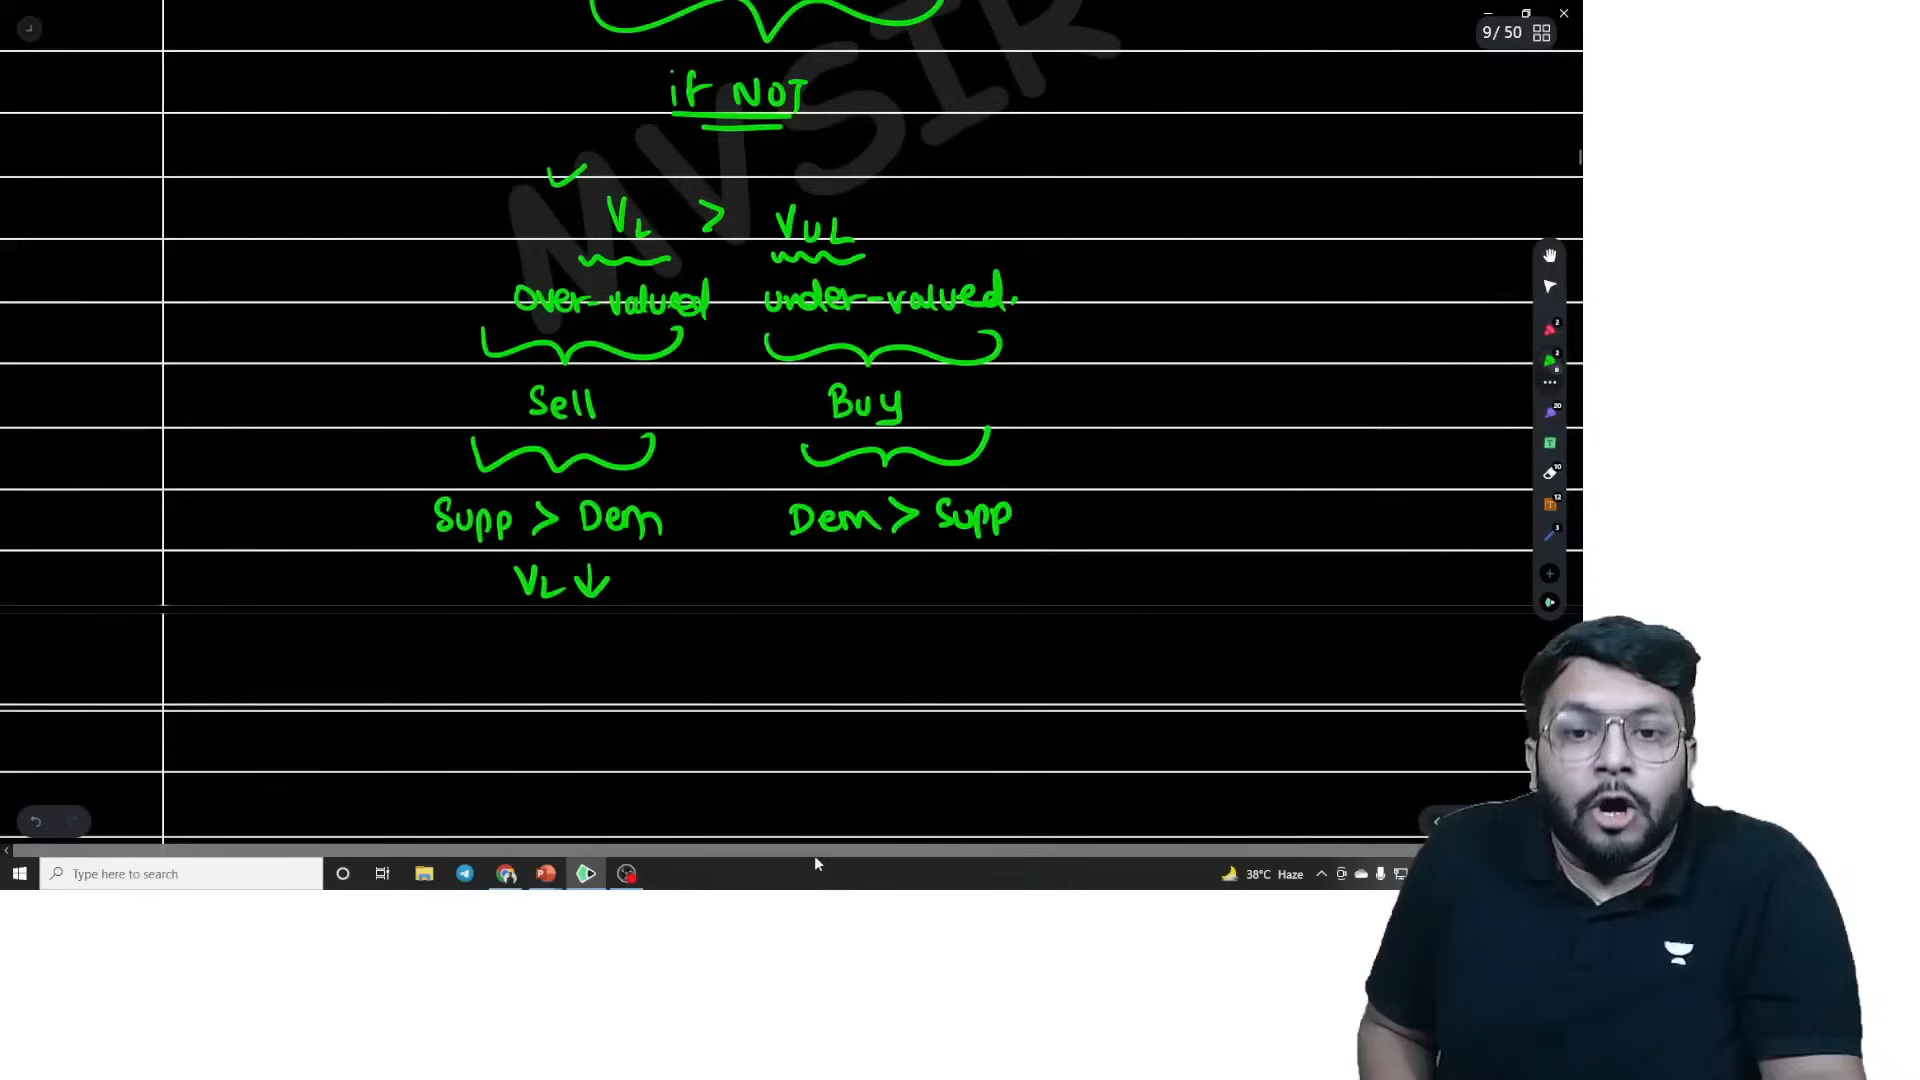 9/ 50
if NOT
MVSIR
VL > VUL
over-valued under-valued.
Sell Buy
Supp > Dem Dem > Supp
VL ↓
Type here to search
38°C Haze